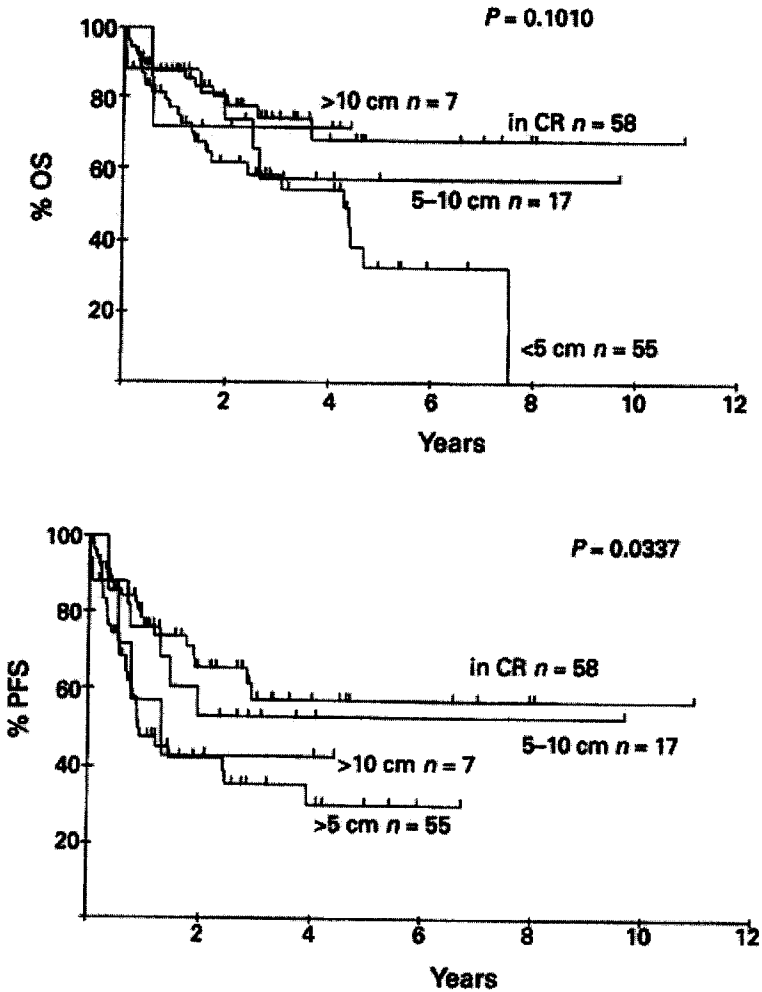 P = 0.1010
100
80
60
40
20
% OS
>10 cm n = 7
in CR n = 58
5–10 cm n = 17
<5 cm n = 55
2 4 6 8 10 12
Years
P = 0.0337
100
80
60
40
20
% PFS
in CR n = 58
5–10 cm n = 17
>10 cm n = 7
>5 cm n = 55
2 4 6 8 10 12
Years